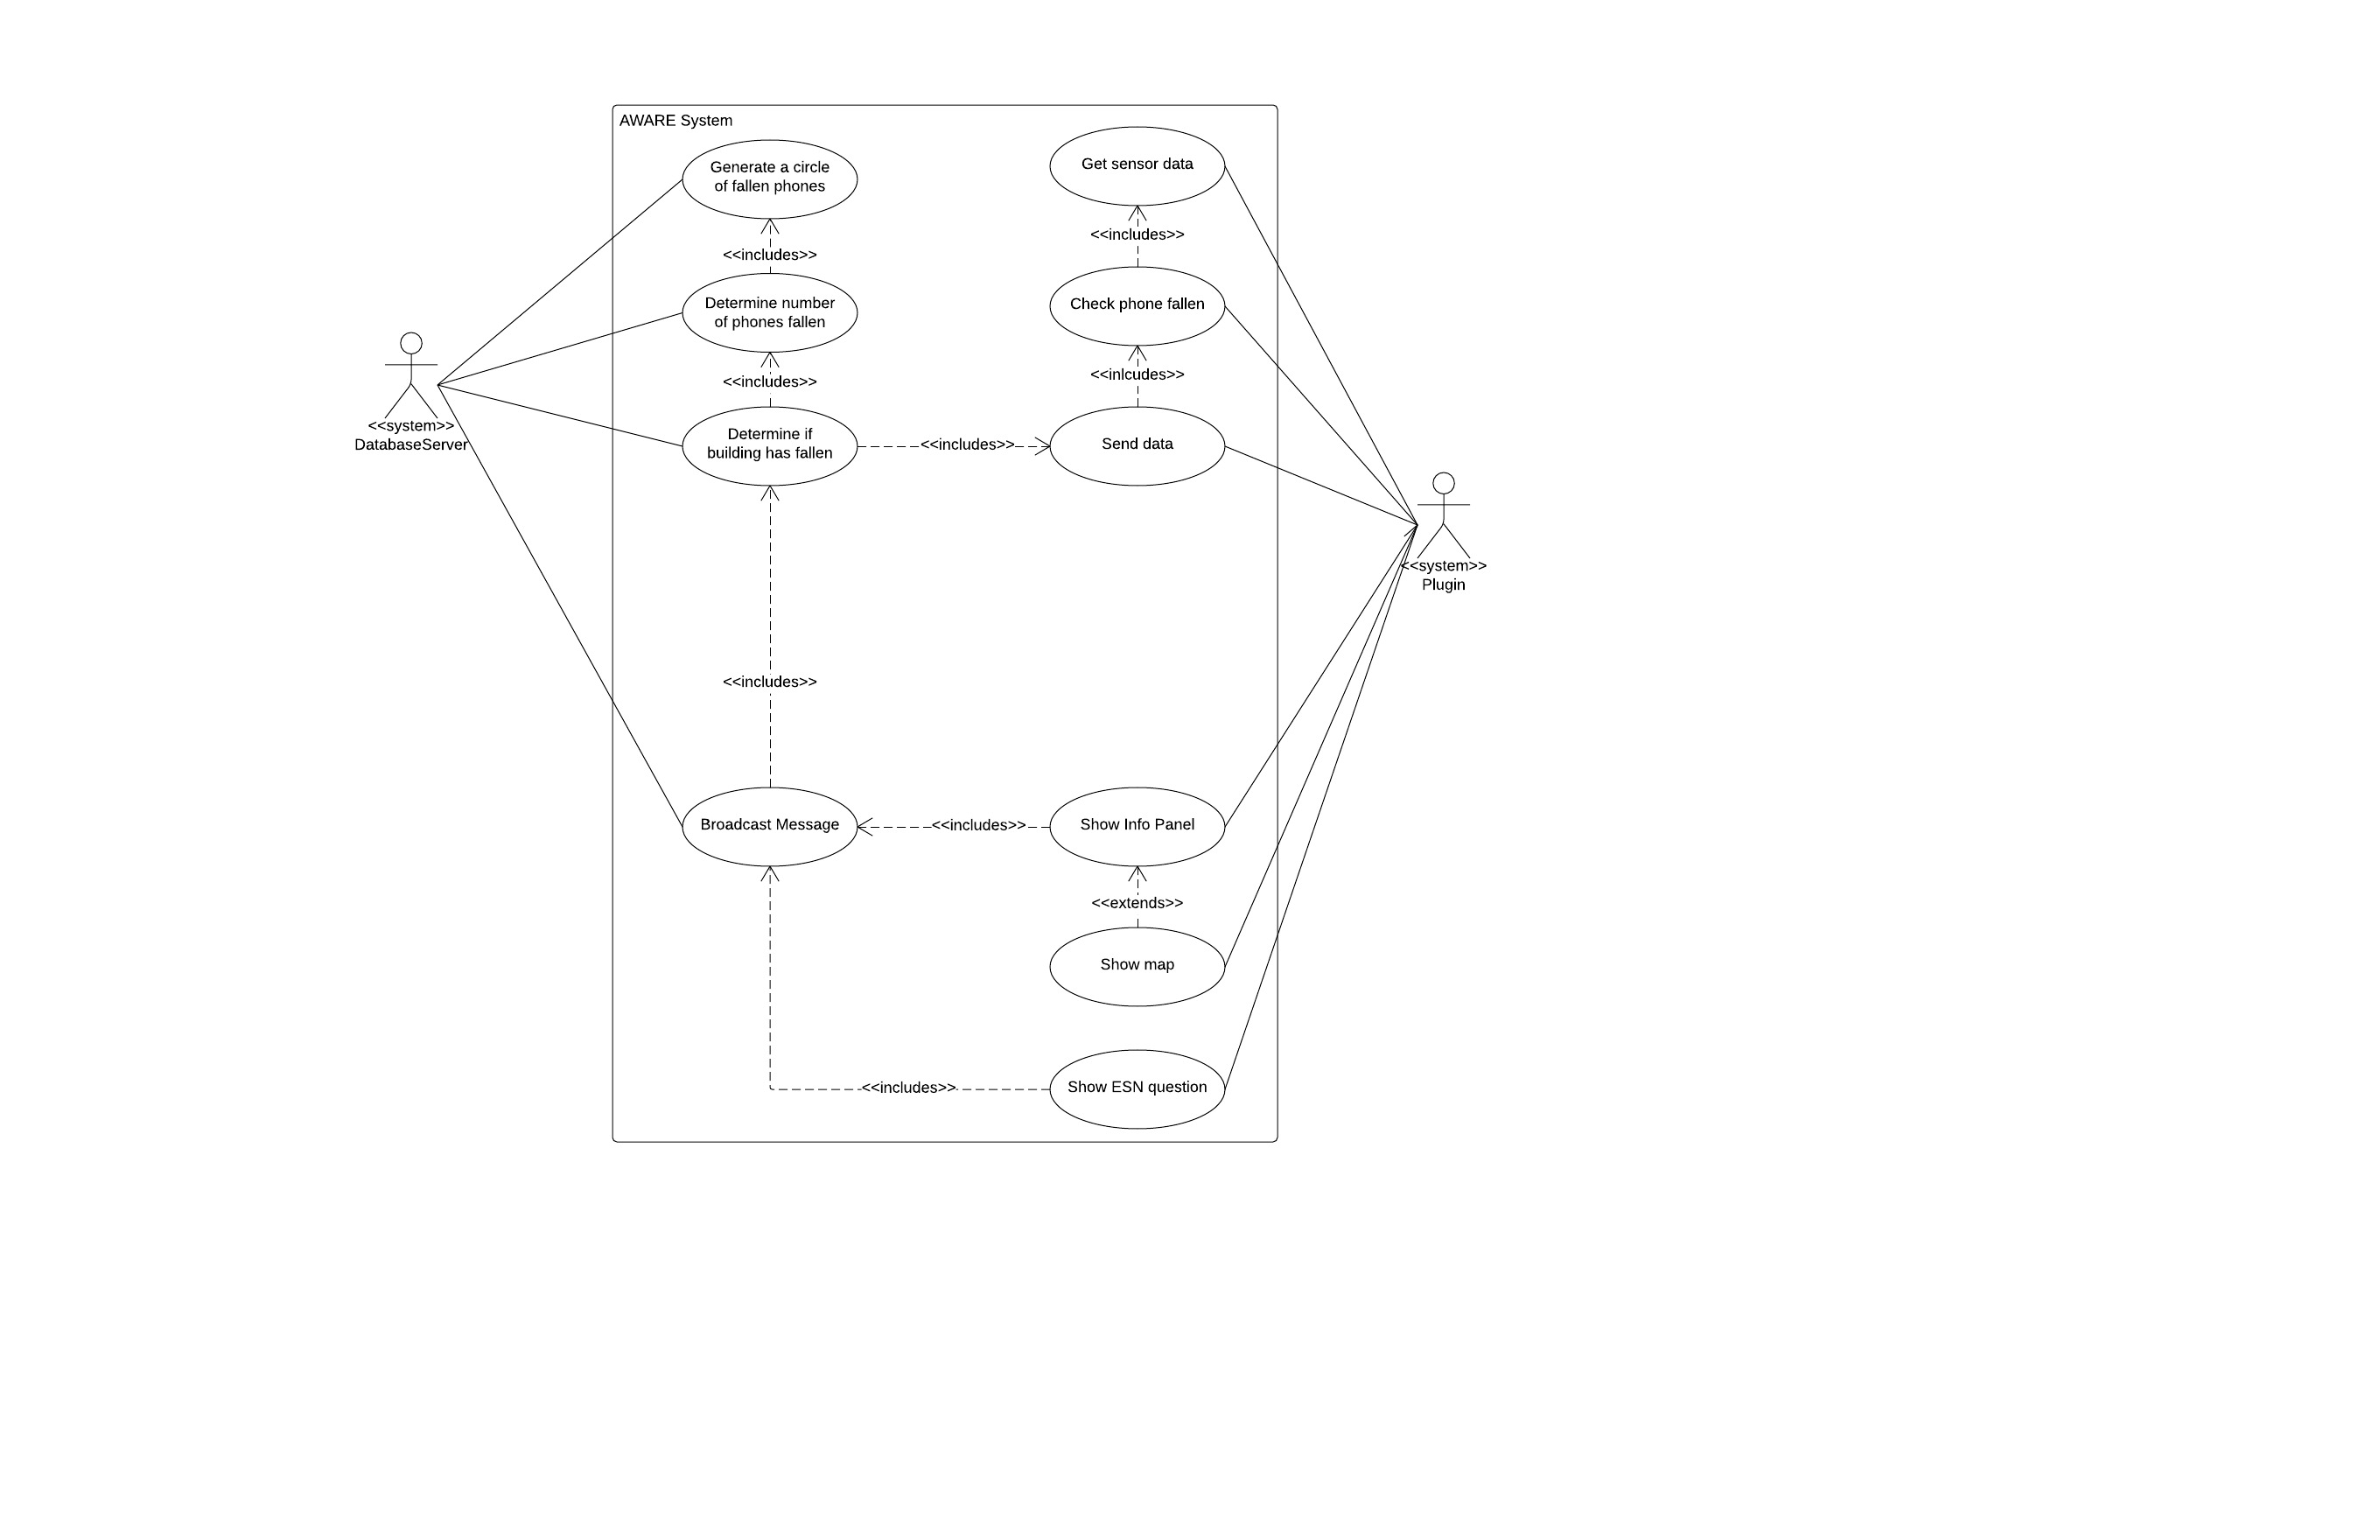 AWARE System
Generate a circle
of fallen phones
Get sensor data
<<includes>>
<<includes>>
Determine number
of phones fallen
Check phone fallen
<<includes>>
<<inlcudes>>
<<system>>
DatabaseServer
Determine if
building has fallen
<<includes>>
Send data
<<system>>
Plugin
<<includes>>
Broadcast Message
<<includes>>
Show Info Panel
<<extends>>
Show map
<<includes>>
Show ESN question